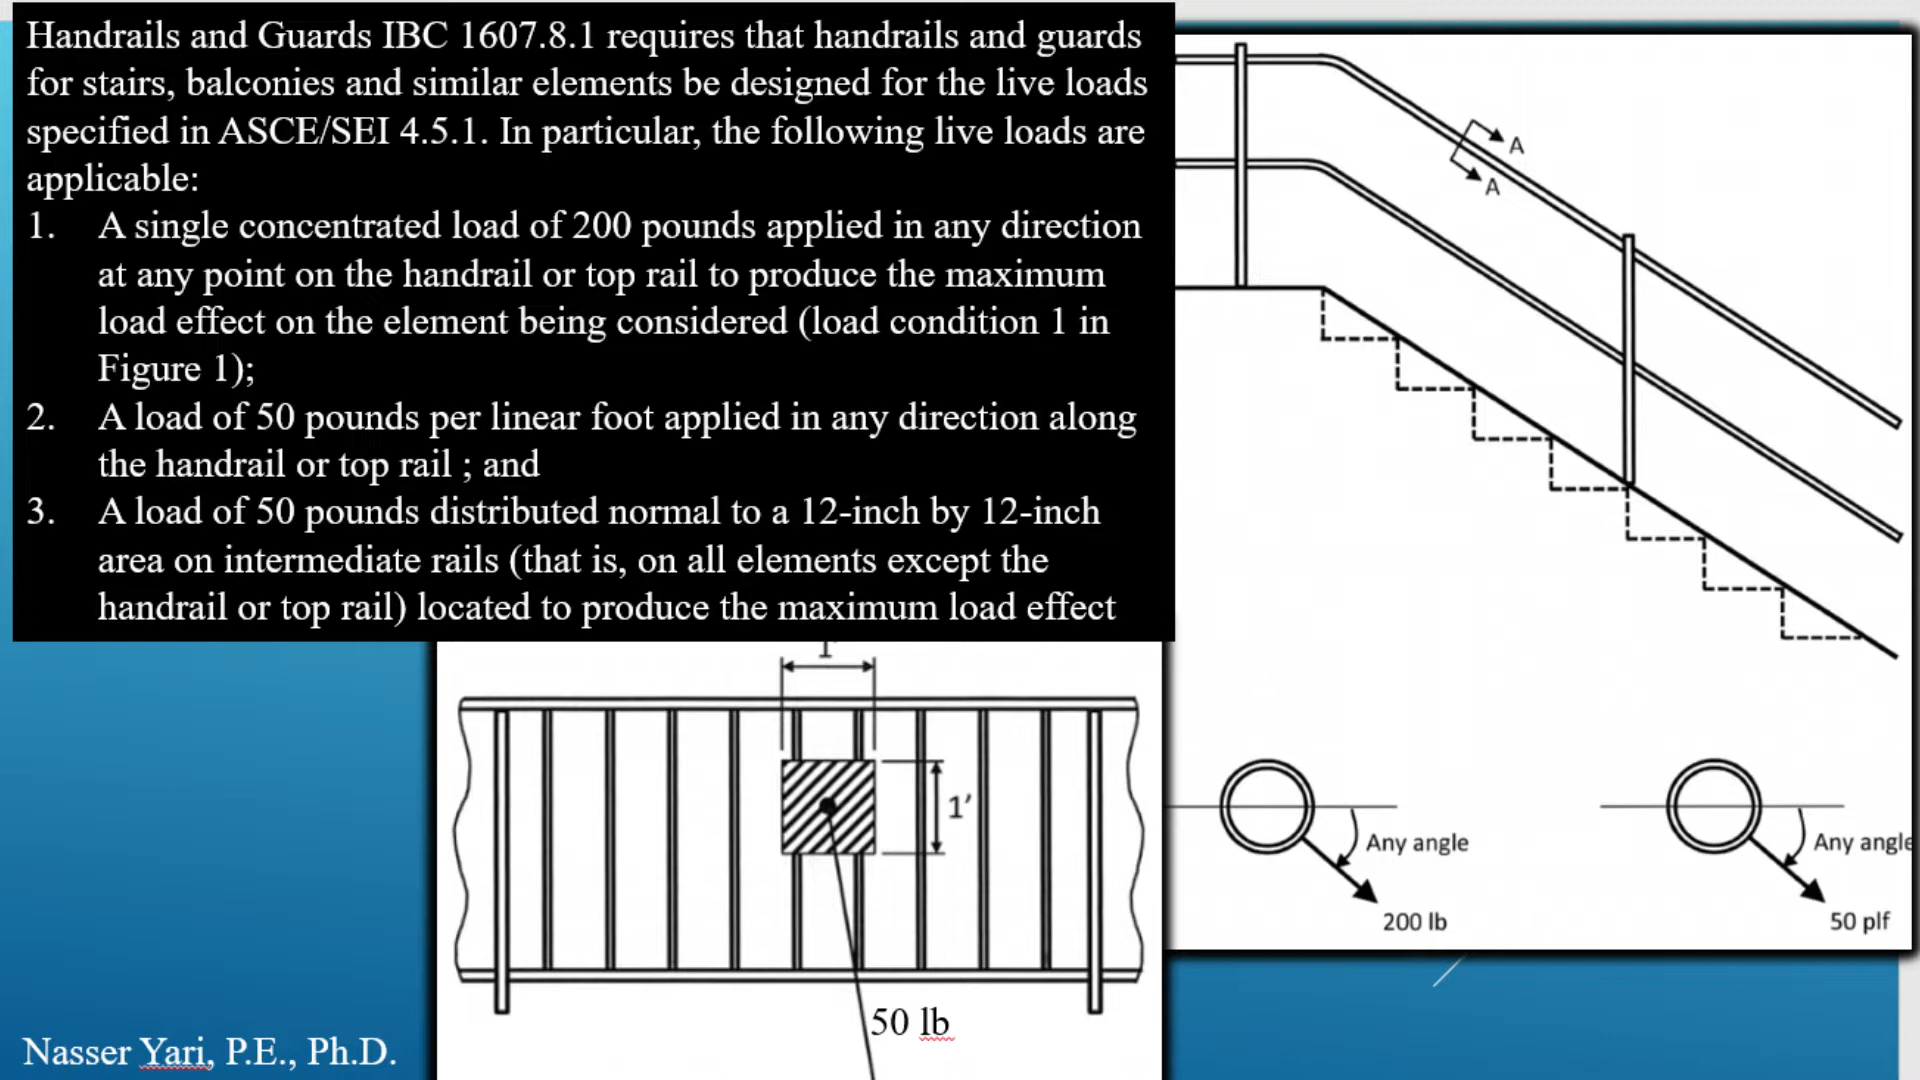 Handrails and Guards IBC 1607.8.1 requires that handrails and guards
for stairs, balconies and similar elements be designed for the live loads
specified in ASCE/SEI 4.5.1. In particular, the following live loads are
applicable:
1. A single concentrated load of 200 pounds applied in any direction
at any point on the handrail or top rail to produce the maximum
load effect on the element being considered (load condition 1 in
Figure 1);
2. A load of 50 pounds per linear foot applied in any direction along
the handrail or top rail ; and
3. A load of 50 pounds distributed normal to a 12-inch by 12-inch
area on intermediate rails (that is, on all elements except the
handrail or top rail) located to produce the maximum load effect
A
A
1'
Any angle
200 lb
Any angle
50 plf
50 lb
Nasser Yari, P.E., Ph.D.